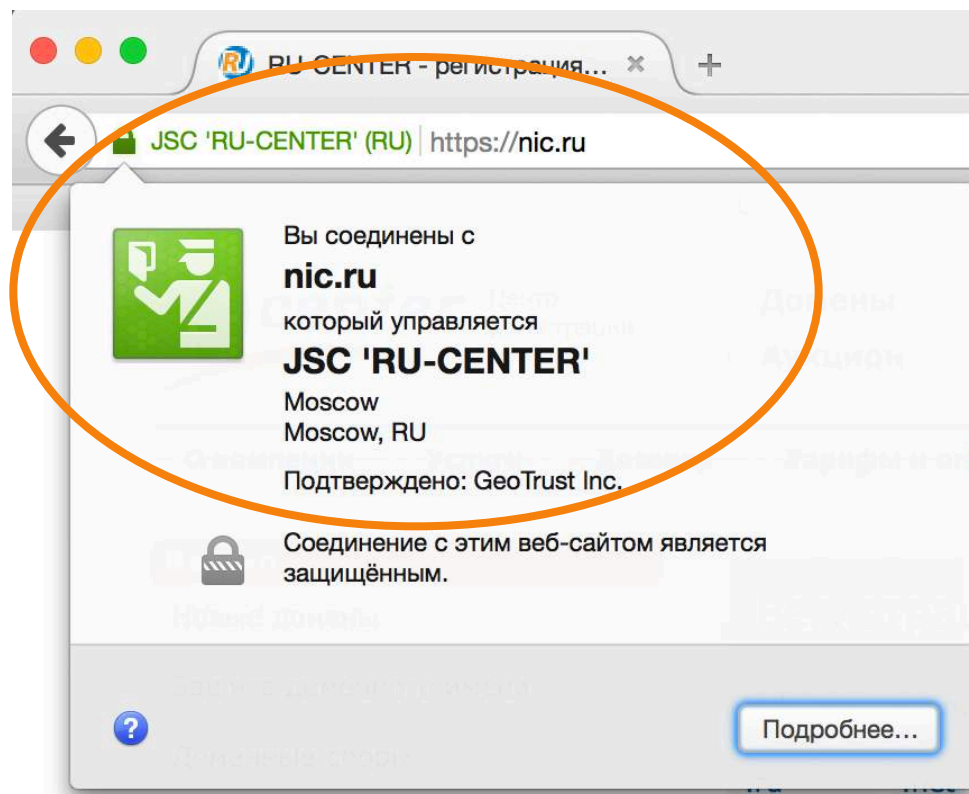 RU-CENTER - регистрация...
JSC 'RU-CENTER' (RU) https://nic.ru
Вы соединены с
nic.ru
который управляется
JSC 'RU-CENTER'
Moscow
Moscow, RU
Подтверждено: GeoTrust Inc.
Соединение с этим веб-сайтом является
защищённым.
Подробнее...